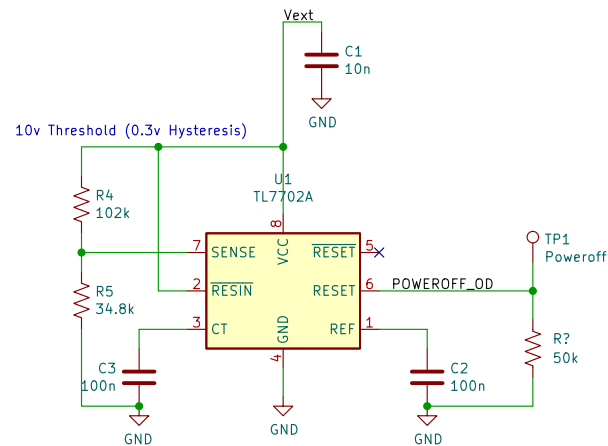 Vext
C1
10n
GND
10v Threshold (0.3v Hysteresis)
U1
TL7702A
R4
102k
8
VCC
7
SENSE
RESET
5
TP1
Poweroff
2
RESIN
RESET
6
POWEROFF_OD
R5
34.8k
3
CT
GND
REF
1
4
R?
50k
C3
100n
C2
100n
GND
GND
GND